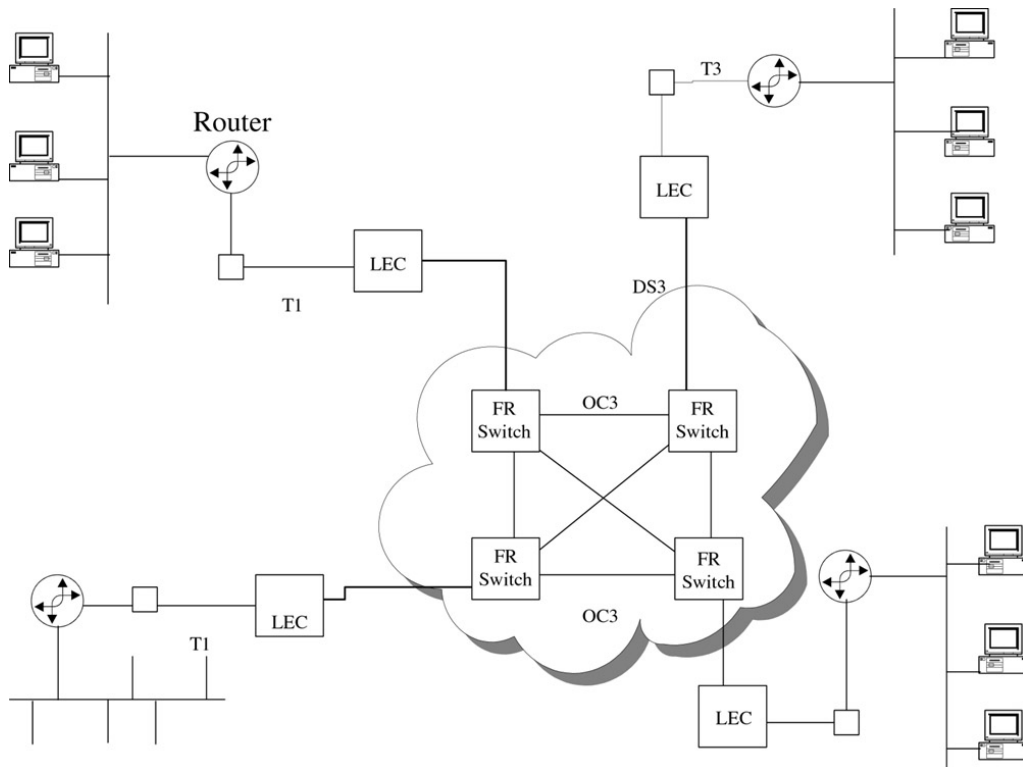 T3
Router
LEC
LEC
T1
DS3
FR
Switch
OC3
FR
Switch
FR
Switch
FR
Switch
OC3
LEC
T1
LEC